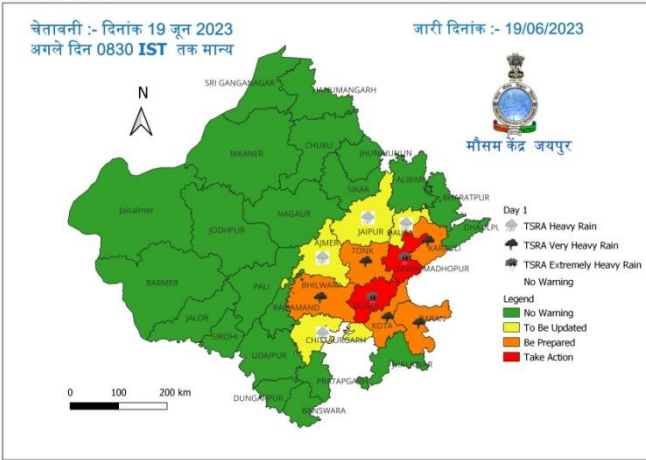 चेतावनी :- दिनांक 19 जून 2023
अगले दिन 0830 IST तक मान्य
जारी दिनांक :- 19/06/2023
मौसम केंद्र जयपुर
N
SRI GANGANAGAR
HANUMANGARH
CHURU
BIKANER
JHUNJHUNUN
SIKAR
ALWAR
BHARATPUR
Jaisalmer
JODHPUR
NAGAUR
JAIPUR
DAUSA
DHAULPUR
KARAULI
AJMER
TONK
SAWAI MADHOPUR
BARMER
PALI
BHILWARA
RAJSAMAND
BUNDI
JALOR
SIROHI
KOTA
BARAN
CHITTAURGARH
UDAIPUR
JHALAWAR
PRATAPGARH
DUNGARPUR
BANSWARA
0 100 200 km
Day 1
TSRA Heavy Rain
TSRA Very Heavy Rain
TSRA Extremely Heavy Rain
No Warning
Legend
No Warning
To Be Updated
Be Prepared
Take Action